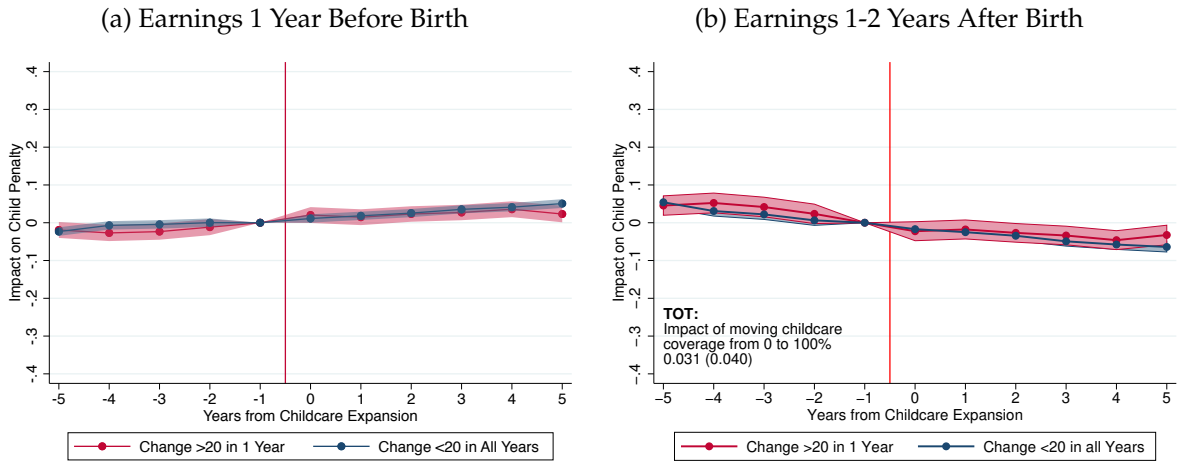 (a) Earnings 1 Year Before Birth
.4
.3
.2
.1
0
-.1
-.2
-.3
-.4
Impact on Child Penalty
-5 -4 -3 -2 -1 0 1 2 3 4 5
Years from Childcare Expansion
Change >20 in 1 Year Change <20 in All Years
(b) Earnings 1-2 Years After Birth
.4
.3
.2
.1
0
-.1
-.2
-.3
-.4
Impact on Child Penalty
TOT:
Impact of moving childcare
coverage from 0 to 100%
0.031 (0.040)
−5 −4 −3 −2 −1 0 1 2 3 4 5
Years from Childcare Expansion
Change >20 in 1 Year Change <20 in all Years